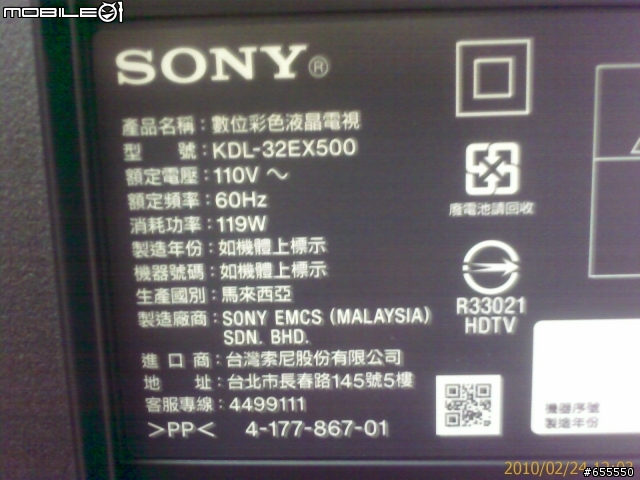 MOBILE01
SONY®
產品名稱：數位彩色液晶電視
型 號：KDL-32EX500
額定電壓：110V ～
額定頻率：60Hz
消耗功率：119W
製造年份：如機體上標示
機器號碼：如機體上標示
生產國別：馬來西亞
製造廠商：SONY EMCS (MALAYSIA)
SDN. BHD.
進 口 商：台灣索尼股份有限公司
地 址：台北市長春路145號5樓
客服專線：4499111
>PP< 4-177-867-01
廢電池請回收
R33021
HDTV
機器序號
製造年份
2010/02/24
#655550